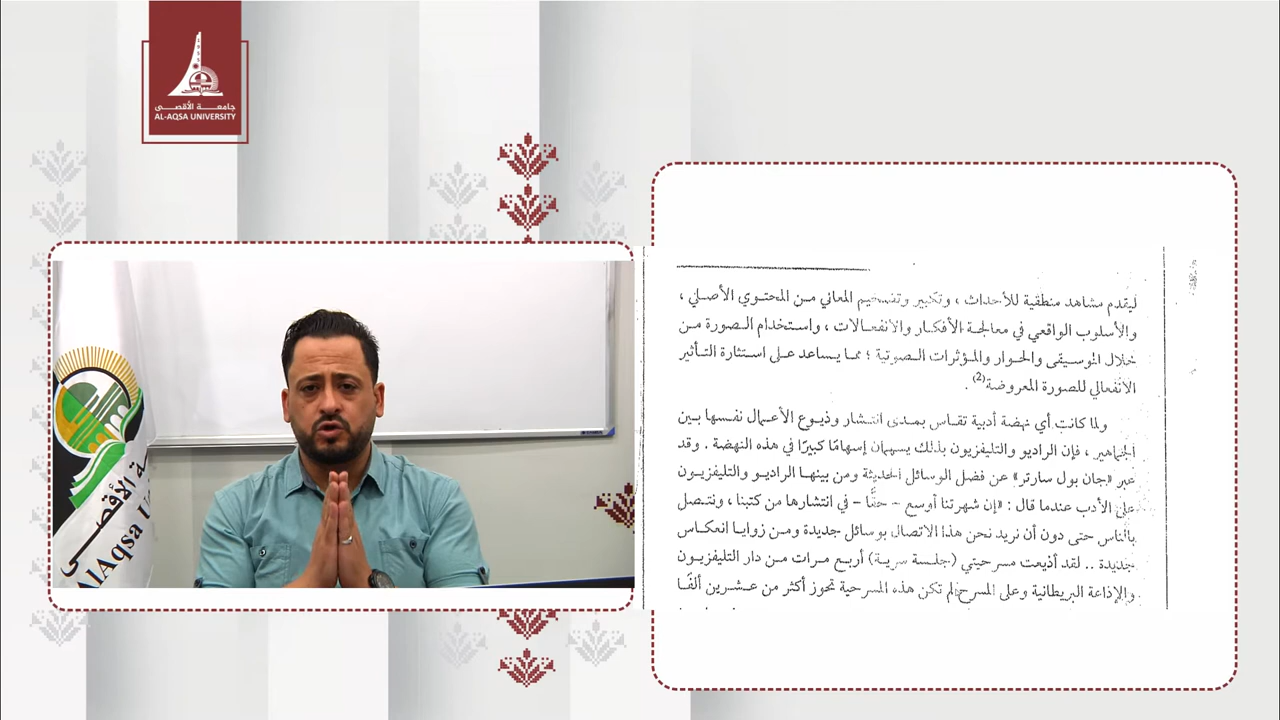 جامعة الأقصى
AL-AQSA UNIVERSITY
ة الأقصى
AlAqsa U
ليقدم مشاهد منطقية للأحداث ، وتكبير وتضخيم المعاني من المحتوي الأصلي ،
والأسلوب الواقعي في معالجة الأفكار والانفعالات ، واستخدام الصورة من
خلال الموسيقى والحوار والمؤثرات الصوتية ؛ مما يساعد على استثارة التأثير
الانفعالي للصورة المعروضة(2) .
ولما كانت أي نهضة أدبية تقاس بمدى انتشار وذيوع الأعمال نفسها بين
الجماهير ، فإن الراديو والتليفزيون بذلك يسهمان إسهامًا كبيرًا في هذه النهضة . وقد
عبر «جان بول سارتر» عن فضل الوسائل الحديثة ومن بينها الراديو والتليفزيون
على الأدب عندما قال : «إن شهرتنا أوسع - حقًّا - في انتشارها من كتبنا ، ونتصل
بالناس حتى دون أن نريد نحن هذا الاتصال بوسائل جديدة ومن زوايا انعكاس
جديدة .. لقد أذيعت مسرحيتي (جلسة سرية) أربع مرات من دار التليفزيون
والإذاعة البريطانية وعلى المسرح لم تكن هذه المسرحية تحوز أكثر من عشرين ألفًا